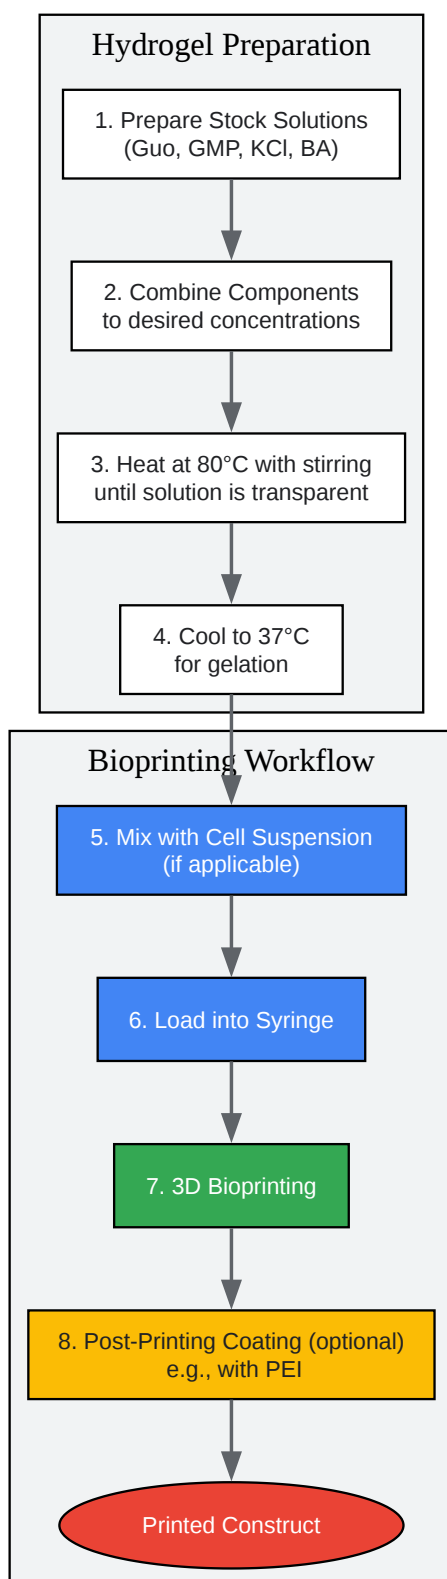 Hydrogel Preparation
1. Prepare Stock Solutions
(Guo, GMP, KCl, BA)
2. Combine Components
to desired concentrations
3. Heat at 80°C with stirring
until solution is transparent
4. Cool to 37°C
for gelation
Bioprinting Workflow
5. Mix with Cell Suspension
(if applicable)
6. Load into Syringe
7. 3D Bioprinting
8. Post-Printing Coating (optional)
e.g., with PEI
Printed Construct